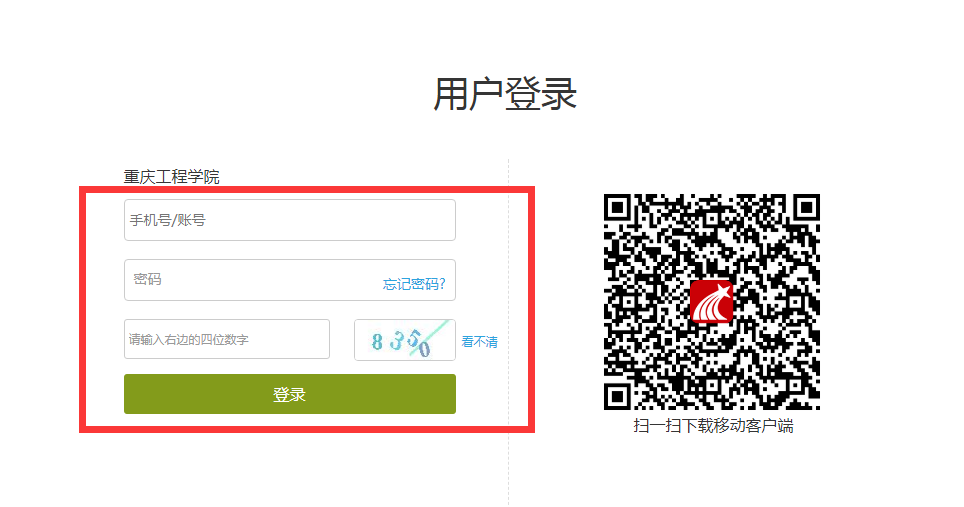 用户登录
重庆工程学院
手机号/账号
密码
忘记密码?
请输入右边的四位数字
8350
看不清
登录
扫一扫下载移动客户端